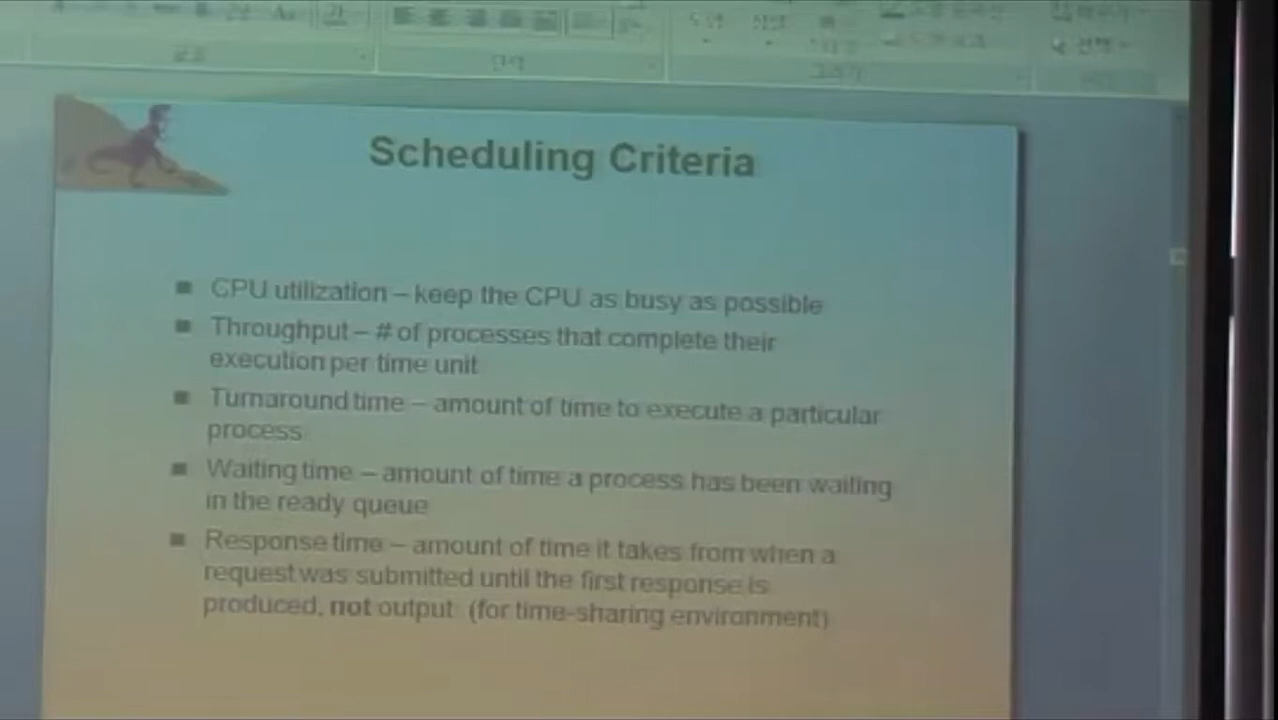 선택
Scheduling Criteria
CPU utilization – keep the CPU as busy as possible
Throughput – # of processes that complete their
execution per time unit
Turnaround time – amount of time to execute a particular
process
Waiting time – amount of time a process has been waiting
in the ready queue
Response time – amount of time it takes from when a
request was submitted until the first response is
produced, not output (for time-sharing environment)